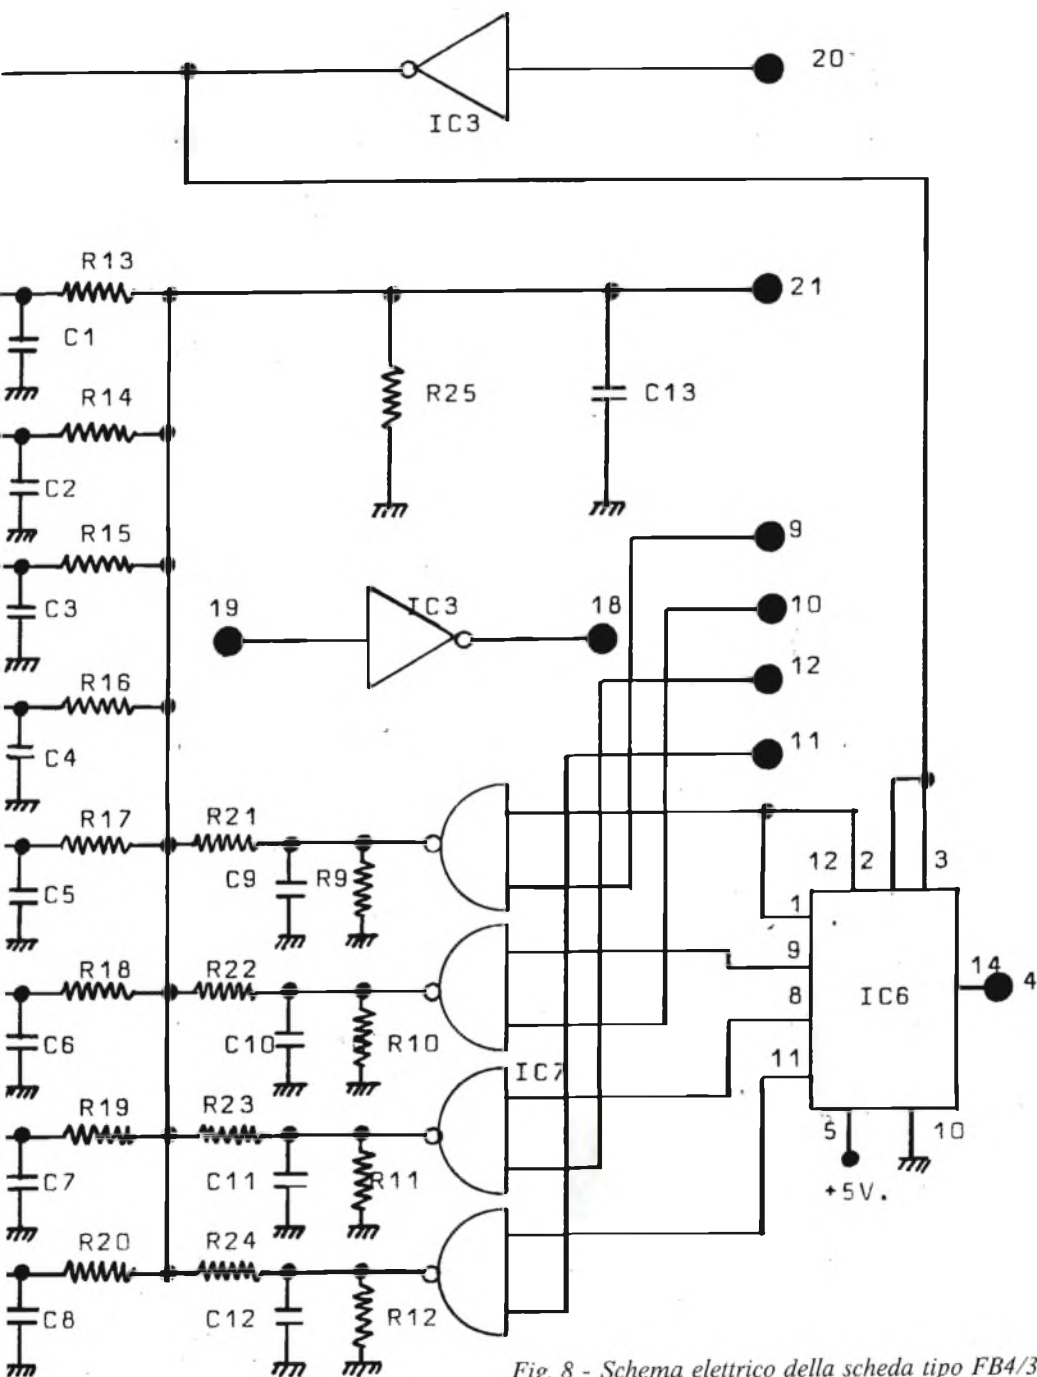 20
IC3
R13
21
C1
R25
C13
R14
C2
9
R15
10
19
IC3
18
C3
12
R16
11
C4
R17
R21
12
2
3
C9
R9
C5
1
9
R18
R22
14
4
8
IC6
C6
C10
R10
11
IC7
R19
R23
5
10
C7
C11
R11
+5V.
R20
R24
C8
C12
R12
Fig. 8 - Schema elettrico della scheda tipo FB4/3